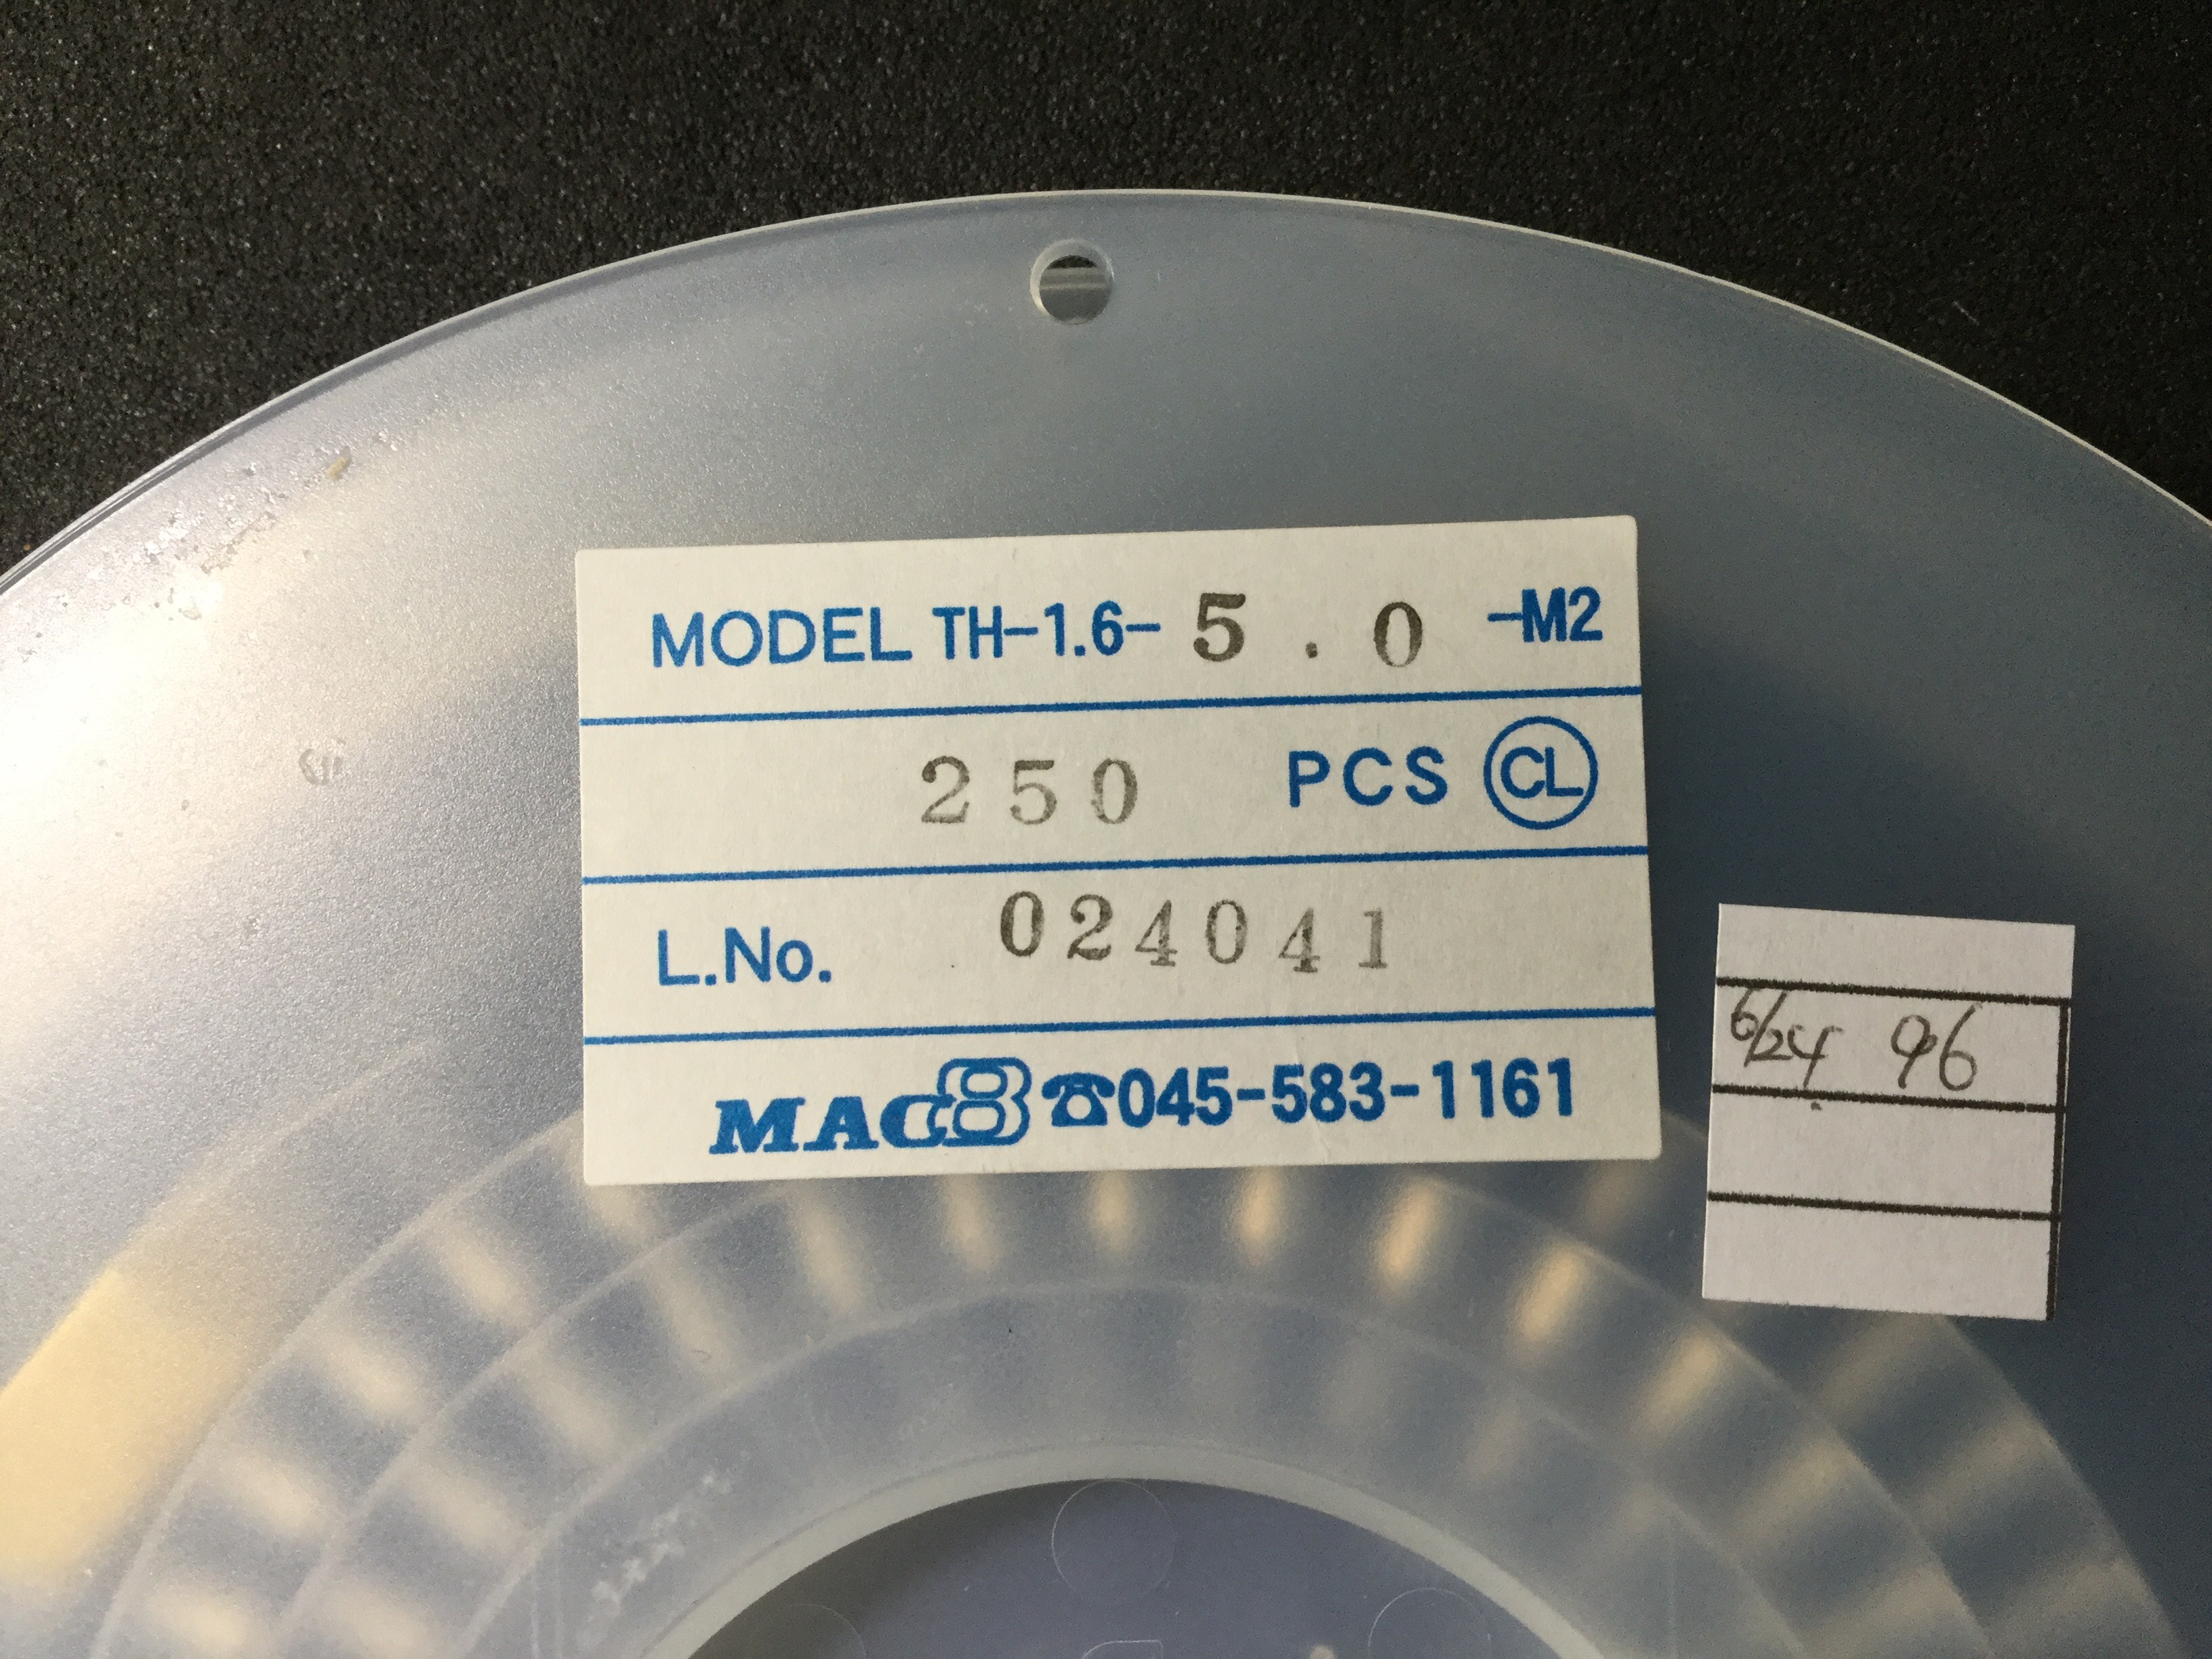 MODEL TH-1.6-5.0-M2
250 PCS CL
L.No. 024041
MAC8 ☎045-583-1161
6/24 96